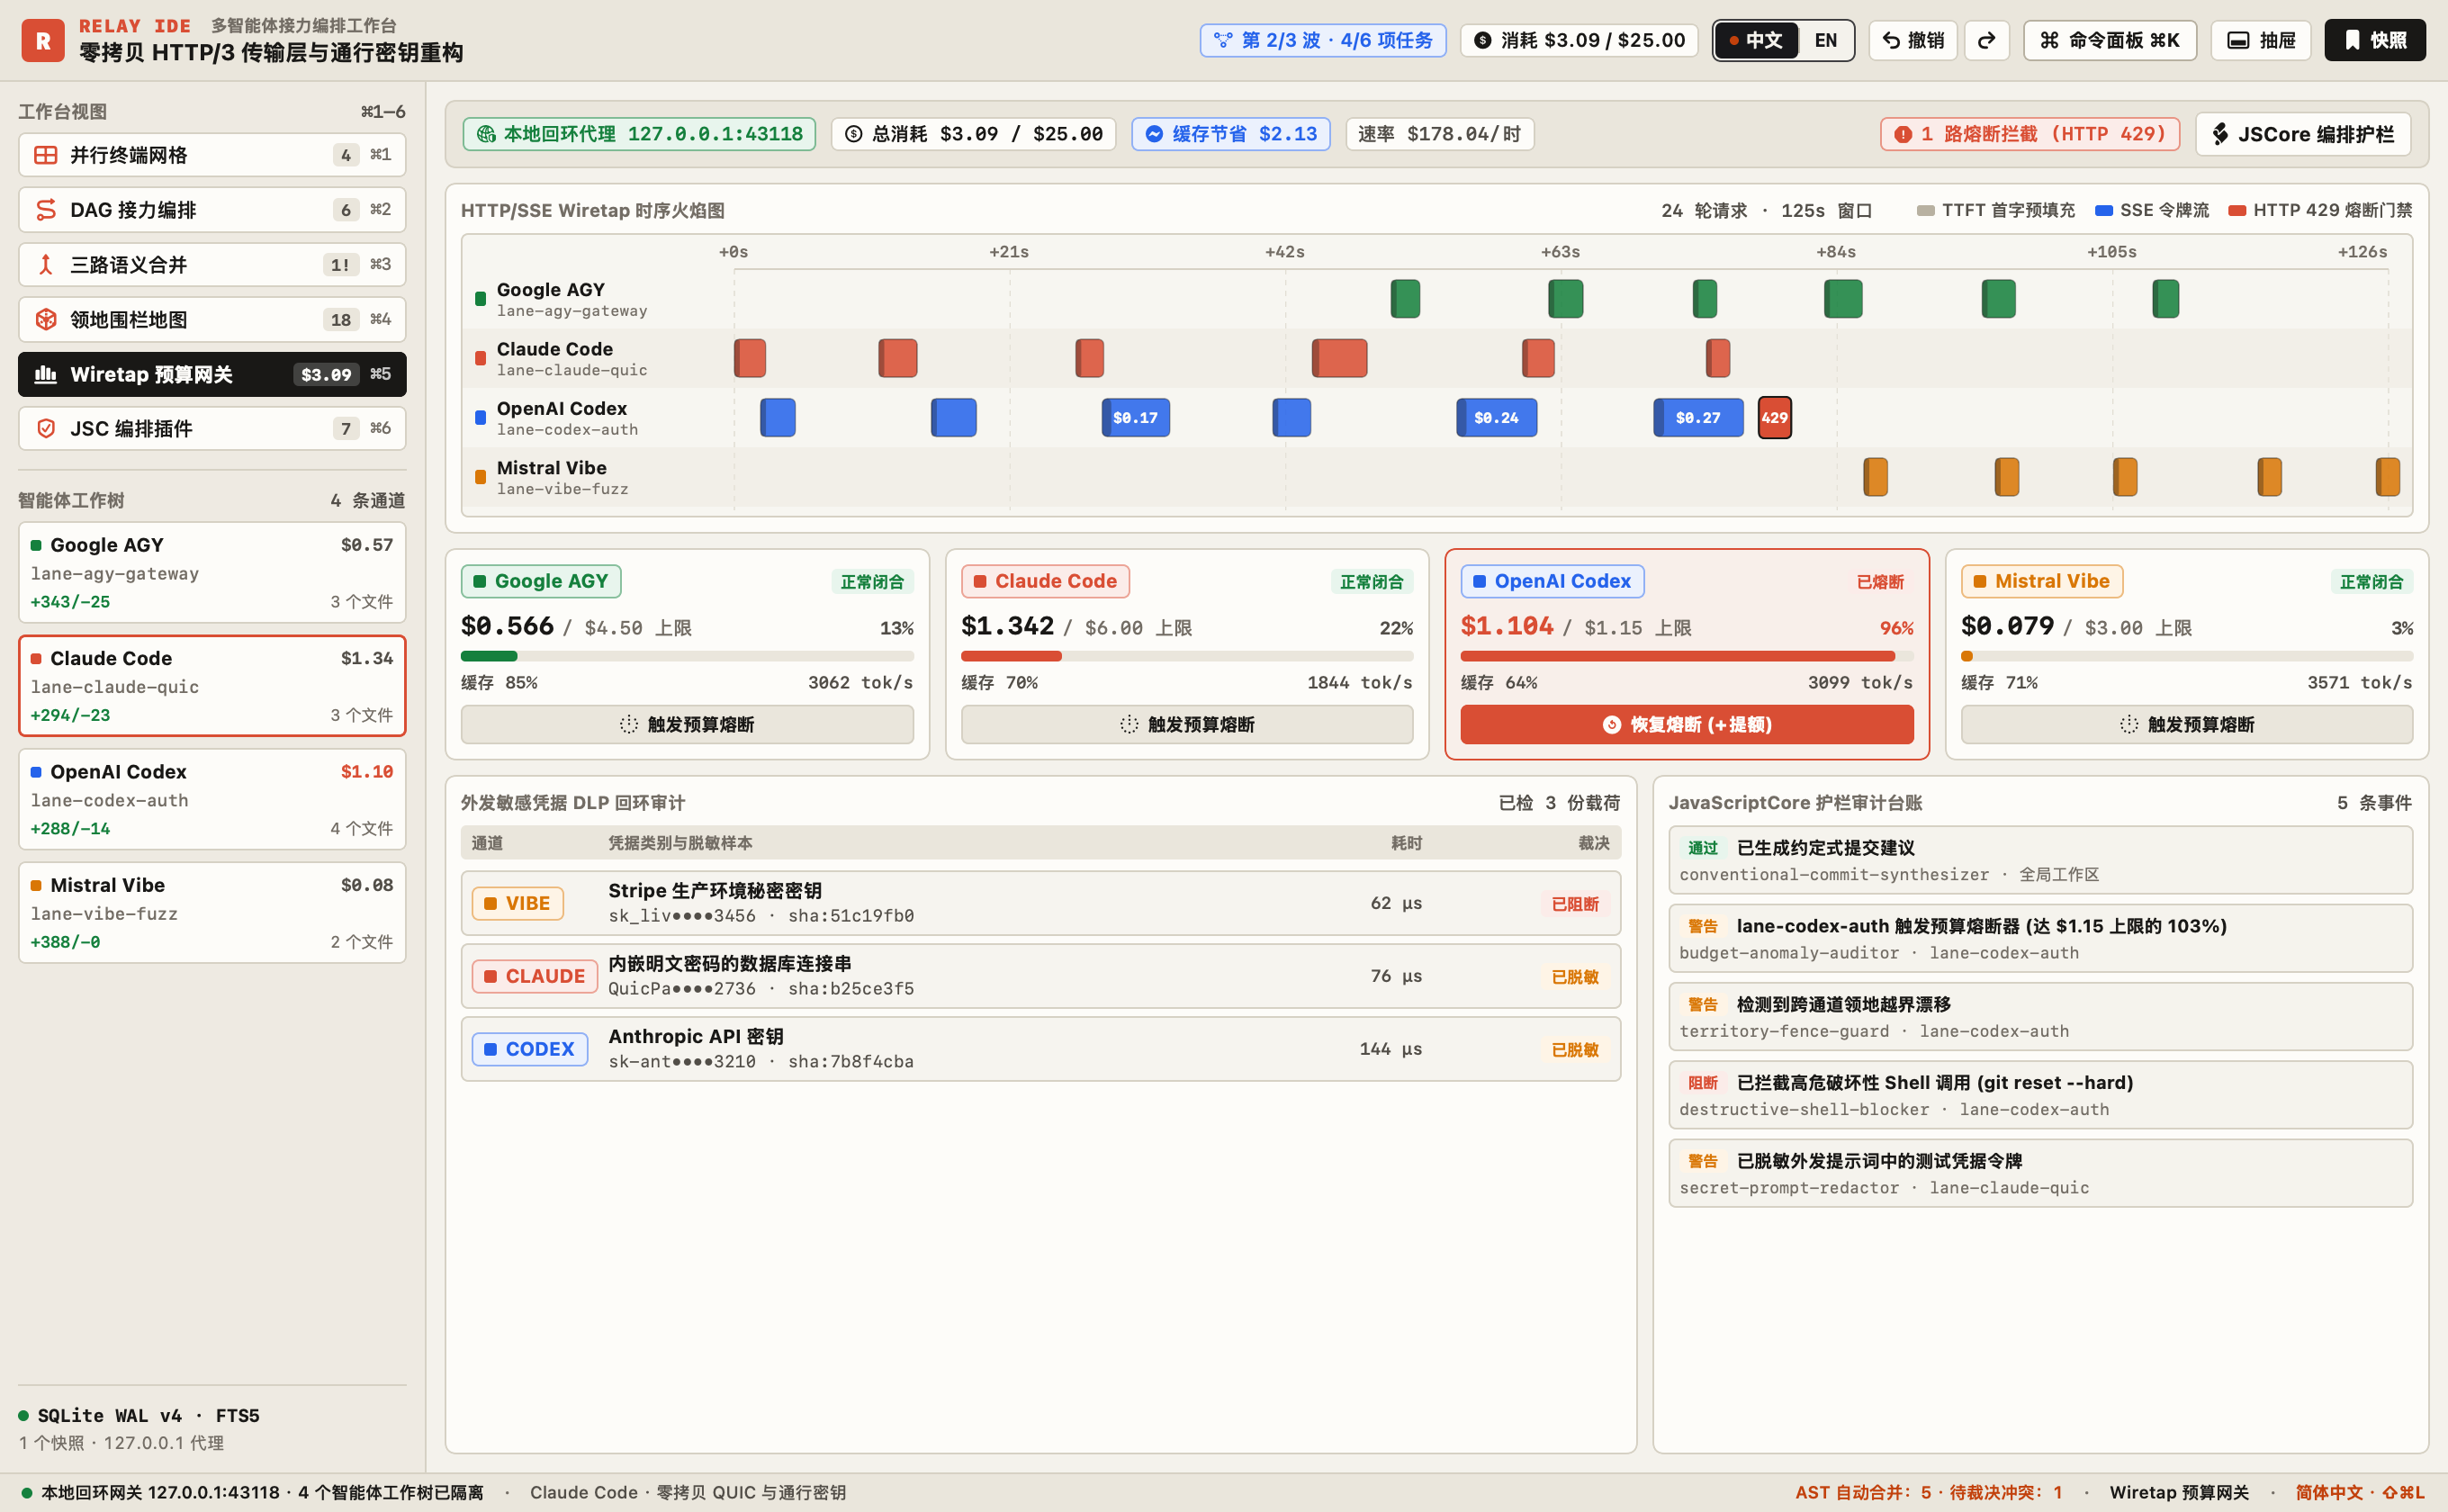 R
RELAY IDE 多智能体接力编排工作台
零拷贝 HTTP/3 传输层与通行密钥重构
第 2/3 波 · 4/6 项任务
消耗 $3.09 / $25.00
中文 EN
撤销
⌘ 命令面板 ⌘K
抽屉
快照
工作台视图 ⌘1–6
并行终端网格 4 ⌘1
DAG 接力编排 6 ⌘2
三路语义合并 1! ⌘3
领地围栏地图 18 ⌘4
Wiretap 预算网关 $3.09 ⌘5
JSC 编排插件 7 ⌘6
智能体工作树 4 条通道
Google AGY $0.57
lane-agy-gateway
+343/−25 3 个文件
Claude Code $1.34
lane-claude-quic
+294/−23 3 个文件
OpenAI Codex $1.10
lane-codex-auth
+288/−14 4 个文件
Mistral Vibe $0.08
lane-vibe-fuzz
+388/−0 2 个文件
SQLite WAL v4 · FTS5
1 个快照 · 127.0.0.1 代理
本地回环代理 127.0.0.1:43118
总消耗 $3.09 / $25.00
缓存节省 $2.13
速率 $178.04/时
1 路熔断拦截 (HTTP 429)
JSCore 编排护栏
HTTP/SSE Wiretap 时序火焰图
24 轮请求 · 125s 窗口
TTFT 首字预填充
SSE 令牌流
HTTP 429 熔断门禁
+0s +21s +42s +63s +84s +105s +126s
Google AGY
lane-agy-gateway
Claude Code
lane-claude-quic
OpenAI Codex
lane-codex-auth
$0.17 $0.24 $0.27 429
Mistral Vibe
lane-vibe-fuzz
Google AGY 正常闭合
$0.566 / $4.50 上限 13%
缓存 85% 3062 tok/s
触发预算熔断
Claude Code 正常闭合
$1.342 / $6.00 上限 22%
缓存 70% 1844 tok/s
触发预算熔断
OpenAI Codex 已熔断
$1.104 / $1.15 上限 96%
缓存 64% 3099 tok/s
恢复熔断 (+提额)
Mistral Vibe 正常闭合
$0.079 / $3.00 上限 3%
缓存 71% 3571 tok/s
触发预算熔断
外发敏感凭据 DLP 回环审计 已检 3 份载荷
通道 凭据类别与脱敏样本 耗时 裁决
VIBE
Stripe 生产环境秘密密钥
sk_liv••••3456 · sha:51c19fb0
62 µs 已阻断
CLAUDE
内嵌明文密码的数据库连接串
QuicPa••••2736 · sha:b25ce3f5
76 µs 已脱敏
CODEX
Anthropic API 密钥
sk-ant••••3210 · sha:7b8f4cba
144 µs 已脱敏
JavaScriptCore 护栏审计台账 5 条事件
通过 已生成约定式提交建议
conventional-commit-synthesizer · 全局工作区
警告 lane-codex-auth 触发预算熔断器 (达 $1.15 上限的 103%)
budget-anomaly-auditor · lane-codex-auth
警告 检测到跨通道领地越界漂移
territory-fence-guard · lane-codex-auth
阻断 已拦截高危破坏性 Shell 调用 (git reset --hard)
destructive-shell-blocker · lane-codex-auth
警告 已脱敏外发提示词中的测试凭据令牌
secret-prompt-redactor · lane-claude-quic
本地回环网关 127.0.0.1:43118 · 4 个智能体工作树已隔离 · Claude Code · 零拷贝 QUIC 与通行密钥
AST 自动合并: 5 · 待裁决冲突: 1 · Wiretap 预算网关 · 简体中文 · ⇧⌘L